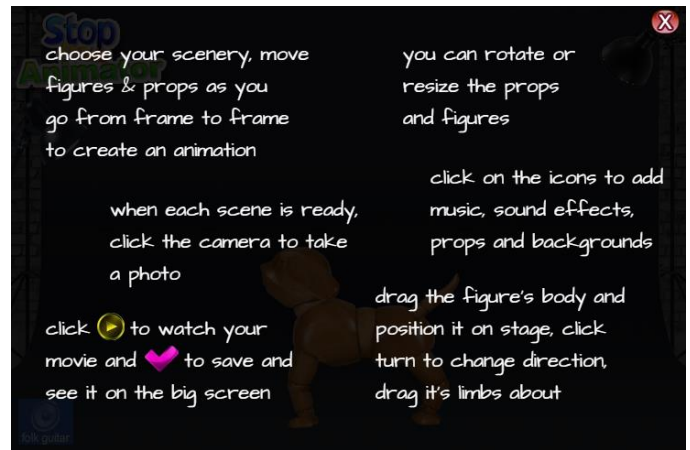 Stop
Animator
choose your scenery, move
figures & props as you
go from frame to frame
to create an animation
you can rotate or
resize the props
and figures
click on the icons to add
music, sound effects,
props and backgrounds
when each scene is ready,
click the camera to take
a photo
drag the figure's body and
position it on stage, click
turn to change direction,
drag it's limbs about
click to watch your
movie and to save and
see it on the big screen
Folk guitar
X